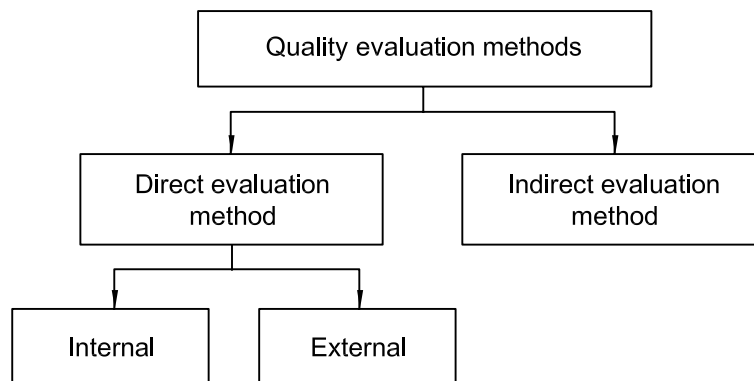 Quality evaluation methods
Direct evaluation
method
Indirect evaluation
method
Internal
External